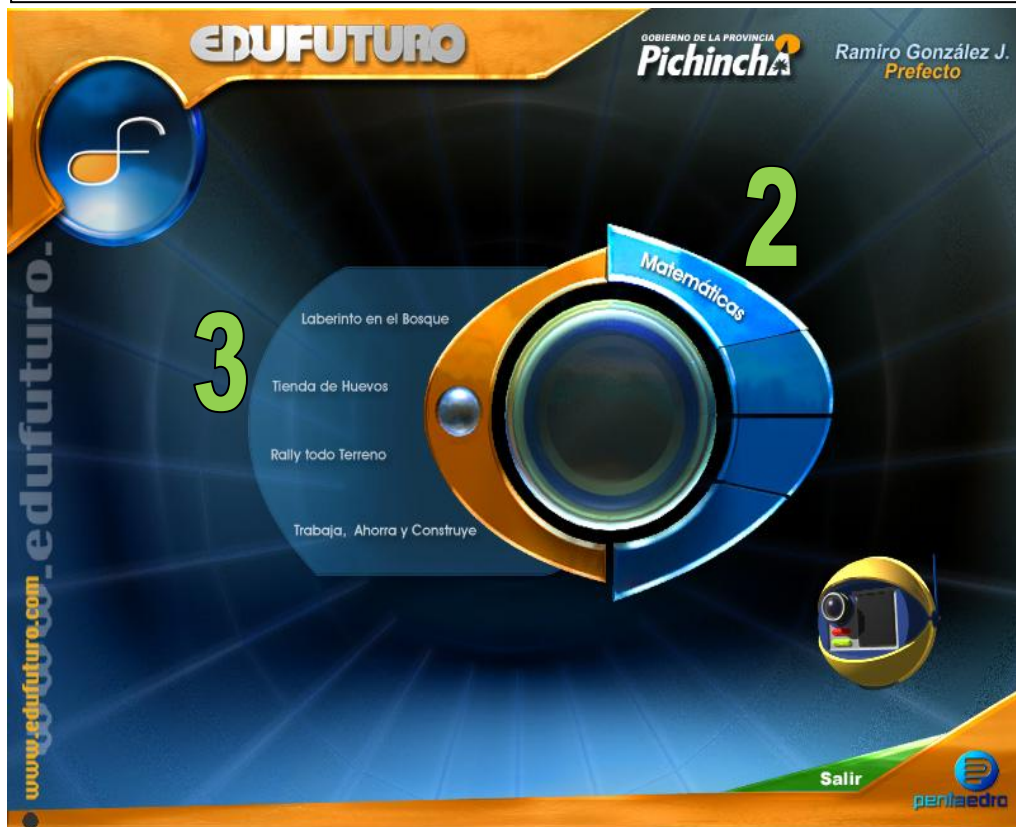 EDUFUTURO
GOBIERNO DE LA PROVINCIA
Pichincha
Ramiro González J.
Prefecto
2
Matemáticas
3
Laberinto en el Bosque
Tienda de Huevos
Rally todo Terreno
Trabaja, Ahorra y Construye
www.edufuturo.
www.edufuturo.com
Salir
pentaedro